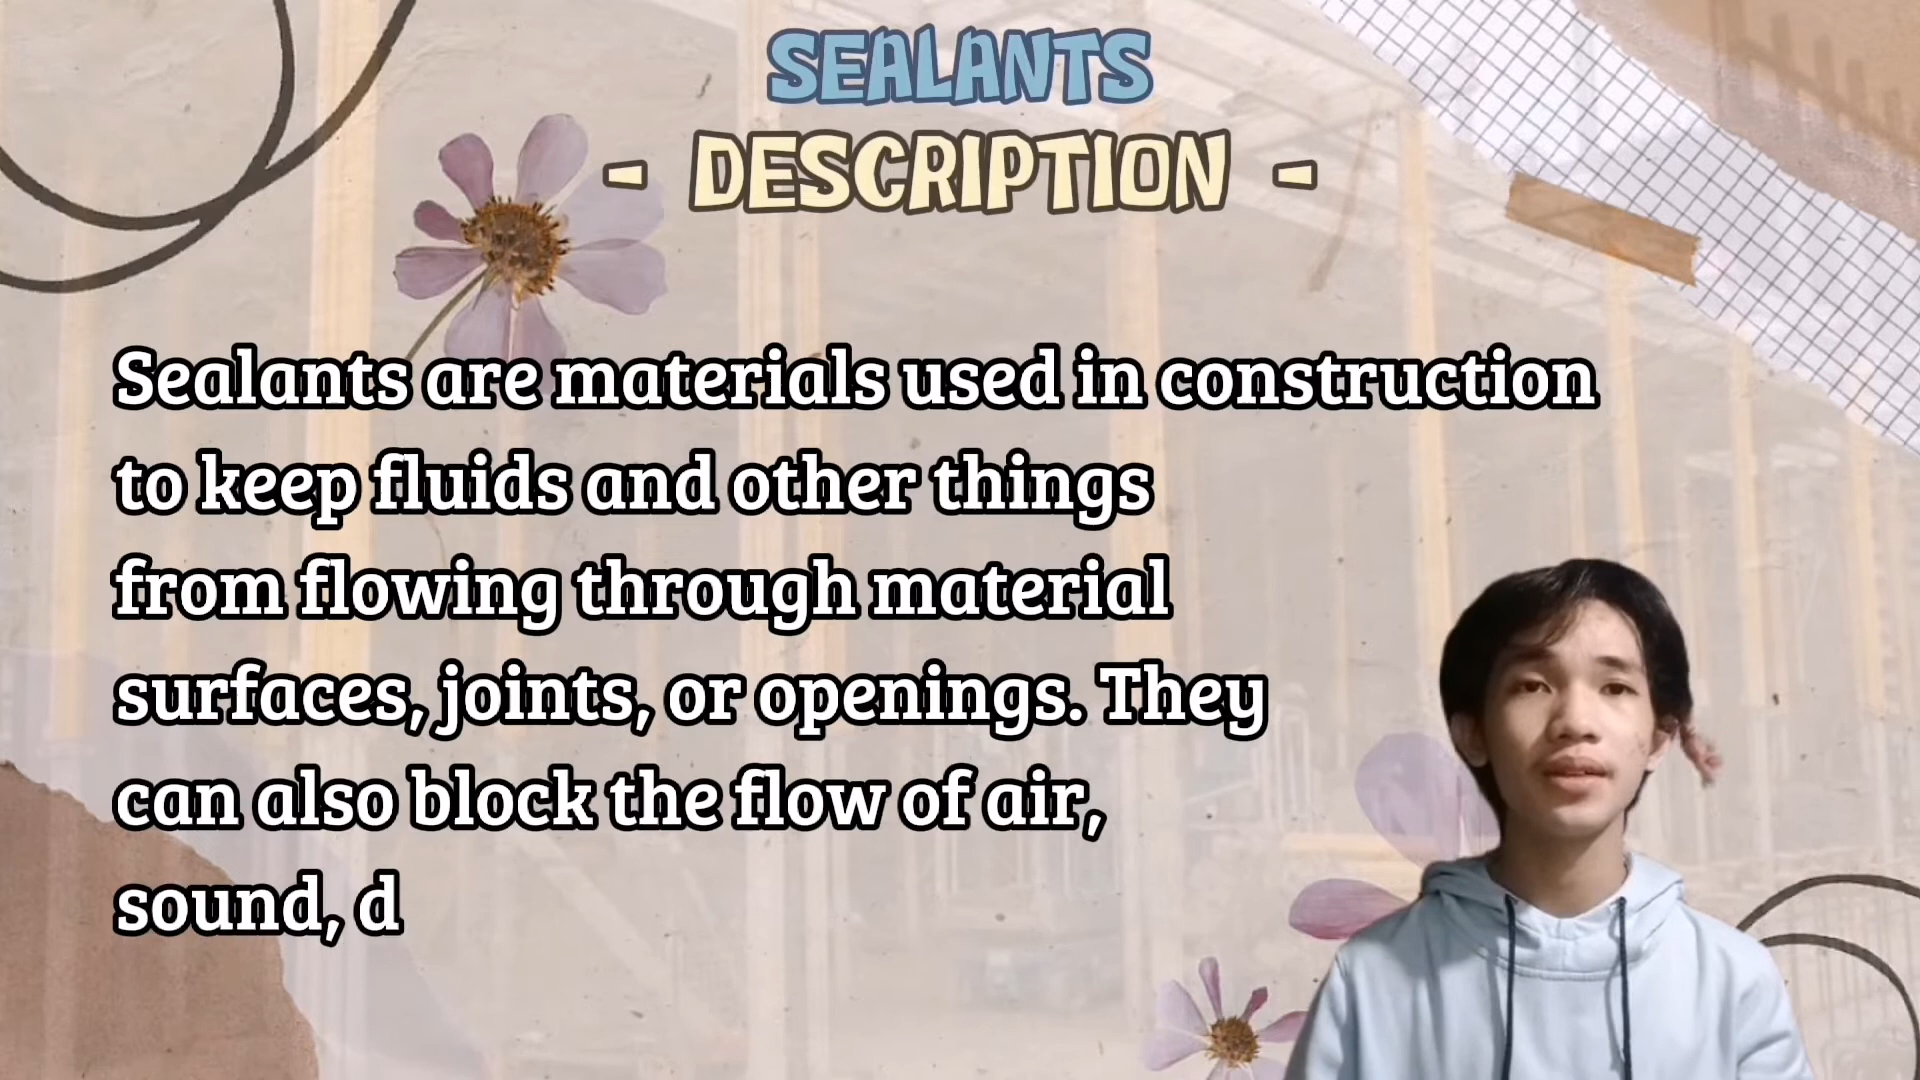 SEALANTS
- DESCRIPTION -
Sealants are materials used in construction
to keep fluids and other things
from flowing through material
surfaces, joints, or openings. They
can also block the flow of air,
sound, d